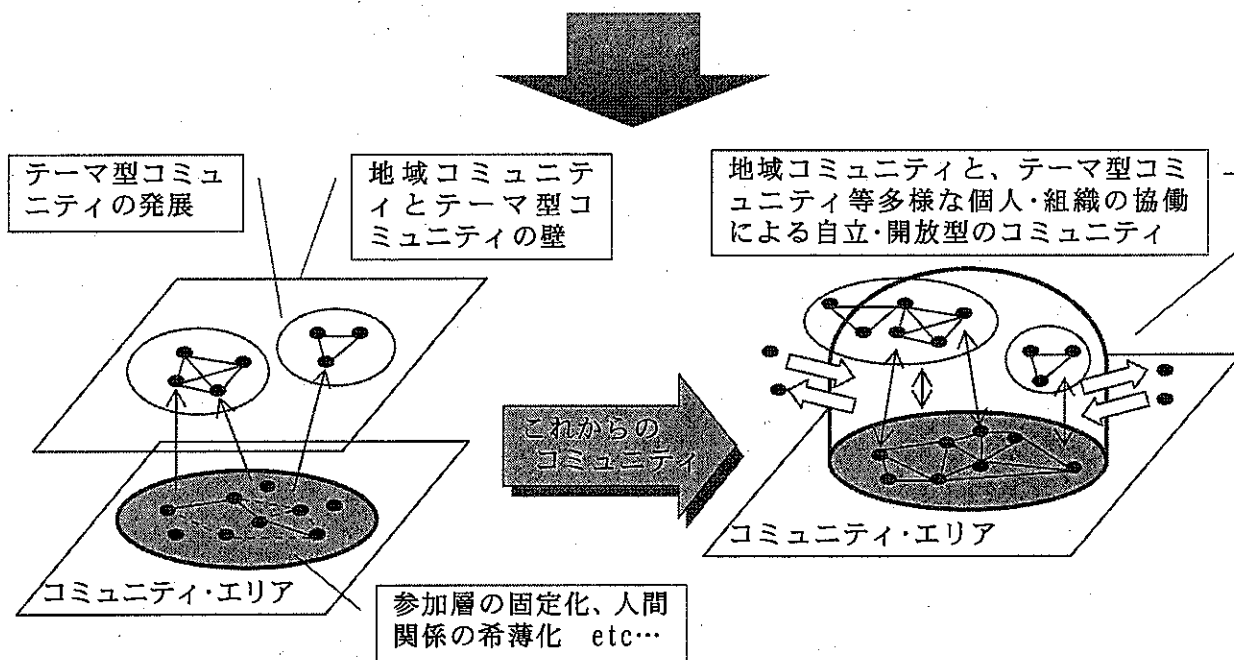 テーマ型コミュ
ニティの発展
地域コミュニテ
ィとテーマ型コ
ミュニティの壁
地域コミュニティと、テーマ型コミ
ュニティ等多様な個人・組織の協働
による自立・開放型のコミュニティ
これからの
コミュニティ
コミュニティ・エリア
コミュニティ・エリア
参加層の固定化、人間
関係の希薄化 etc…